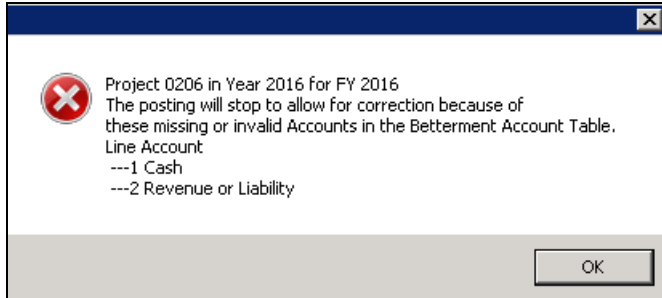 Project 0206 in Year 2016 for FY 2016
The posting will stop to allow for correction because of
these missing or invalid Accounts in the Betterment Account Table.
Line Account
---1 Cash
---2 Revenue or Liability
OK